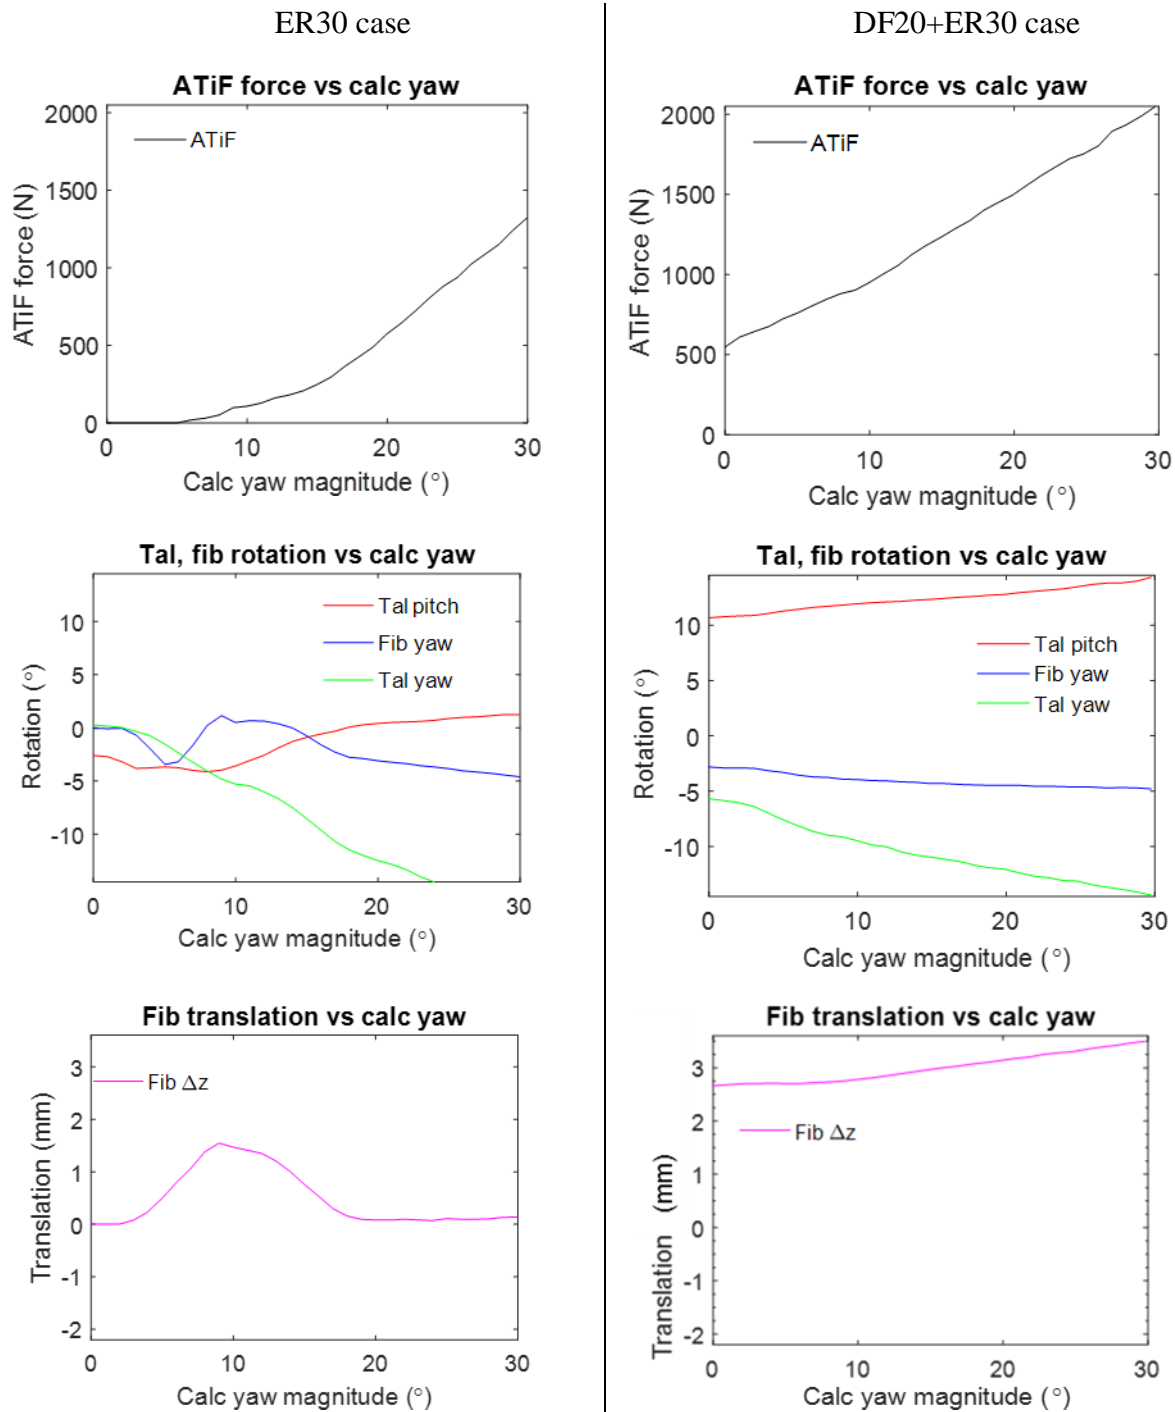 ER30 case
ATiF force vs calc yaw
ATiF force (N)
2000
1500
1000
500
0
ATiF
0 10 20 30
Calc yaw magnitude (°)
Tal, fib rotation vs calc yaw
Rotation (°)
10
5
0
-5
-10
Tal pitch
Fib yaw
Tal yaw
0 10 20 30
Calc yaw magnitude (°)
Fib translation vs calc yaw
Translation (mm)
3
2
1
0
-1
-2
Fib Δz
0 10 20 30
Calc yaw magnitude (°)
DF20+ER30 case
ATiF force vs calc yaw
ATiF force (N)
2000
1500
1000
500
0
ATiF
0 10 20 30
Calc yaw magnitude (°)
Tal, fib rotation vs calc yaw
Rotation (°)
10
5
0
-5
-10
Tal pitch
Fib yaw
Tal yaw
0 10 20 30
Calc yaw magnitude (°)
Fib translation vs calc yaw
Translation (mm)
3
2
1
0
-1
-2
Fib Δz
0 10 20 30
Calc yaw magnitude (°)